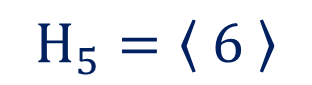 H₅ = ⟨ 6 ⟩